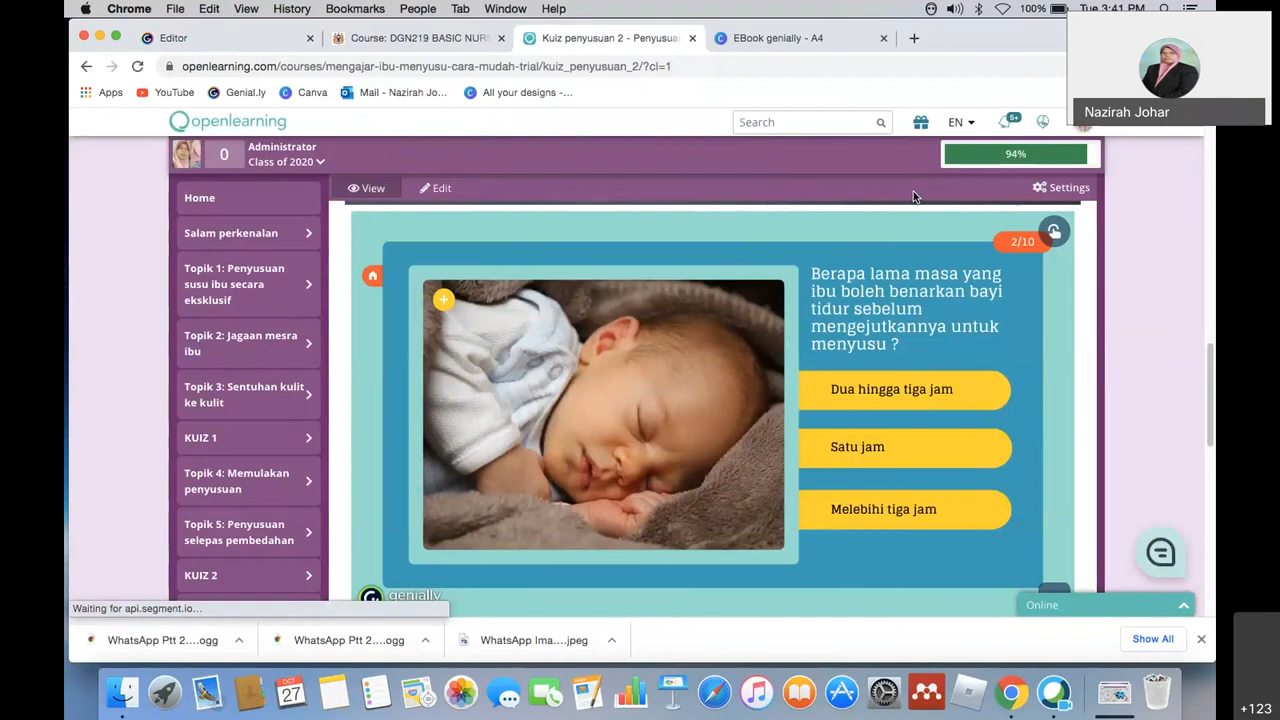 Chrome File Edit View History Bookmarks People Tab Window Help
100% Tue 3:41 PM
Editor
Course: DGN219 BASIC NUR
Kuiz penyusuan 2 - Penyusua
EBook genially - A4
openlearning.com/courses/mengajar-ibu-menyusu-cara-mudah-trial/kuiz_penyusuan_2/?cl=1
Apps YouTube Genial.ly Canva Mail - Nazirah Jo... All your designs -...
Nazirah Johar
openlearning
Search
EN
5+
0
Administrator
Class of 2020
94%
View
Edit
Settings
Home
Salam perkenalan
Topik 1: Penyusuan
susu ibu secara
eksklusif
Topik 2: Jagaan mesra
ibu
Topik 3: Sentuhan kulit
ke kulit
KUIZ 1
Topik 4: Memulakan
penyusuan
Topik 5: Penyusuan
selepas pembedahan
KUIZ 2
2/10
Berapa lama masa yang
ibu boleh benarkan bayi
tidur sebelum
mengejutkannya untuk
menyusu ?
Dua hingga tiga jam
Satu jam
Melebihi tiga jam
genially
Waiting for api.segment.io...
Online
WhatsApp Ptt 2....ogg
WhatsApp Ptt 2....ogg
WhatsApp Ima....jpeg
Show All
OCT
27
+123